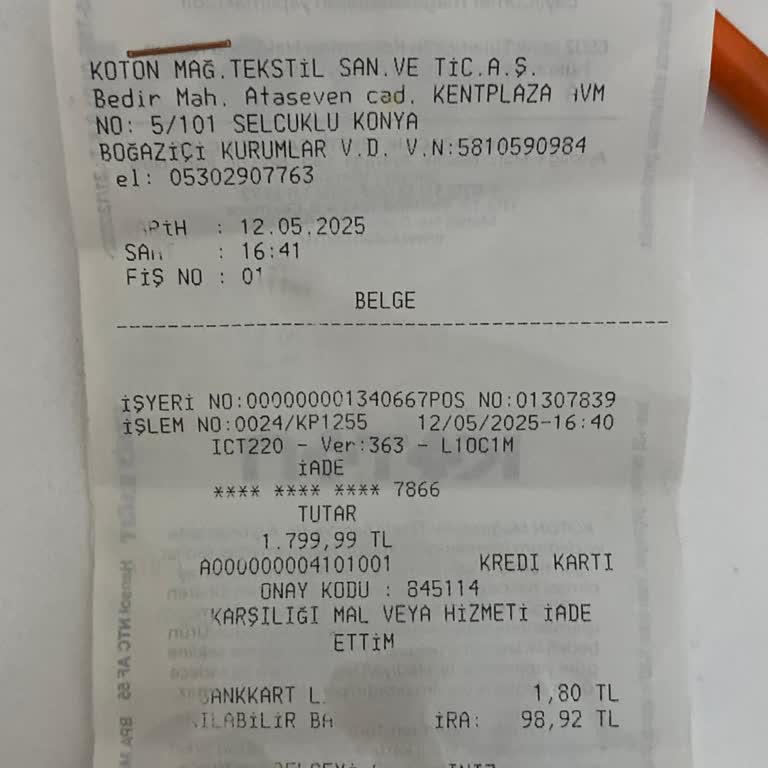 KOTON MAĞ.TEKSTİL SAN.VE TİC.A.Ş.
Bedir Mah. Ataseven cad. KENTPLAZA AVM
NO: 5/101 SELCUKLU KONYA
BOĞAZİÇİ KURUMLAR V.D. V.N:5810590984
el: 05302907763
: 12.05.2025
: 16:41
FİŞ NO : 01
BELGE
İŞYERİ NO:000000001340667POS NO:01307839
İŞLEM NO:0024/KP1255 12/05/2025-16:40
ICT220 - Ver:363 - L10C1M
İADE
**** **** **** 7866
TUTAR
1.799,99 TL
A000000004101001 KREDI KARTI
ONAY KODU : 845114
KARŞILIĞI MAL VEYA HİZMETİ İADE
ETTİM
1,80 TL
98,92 TL